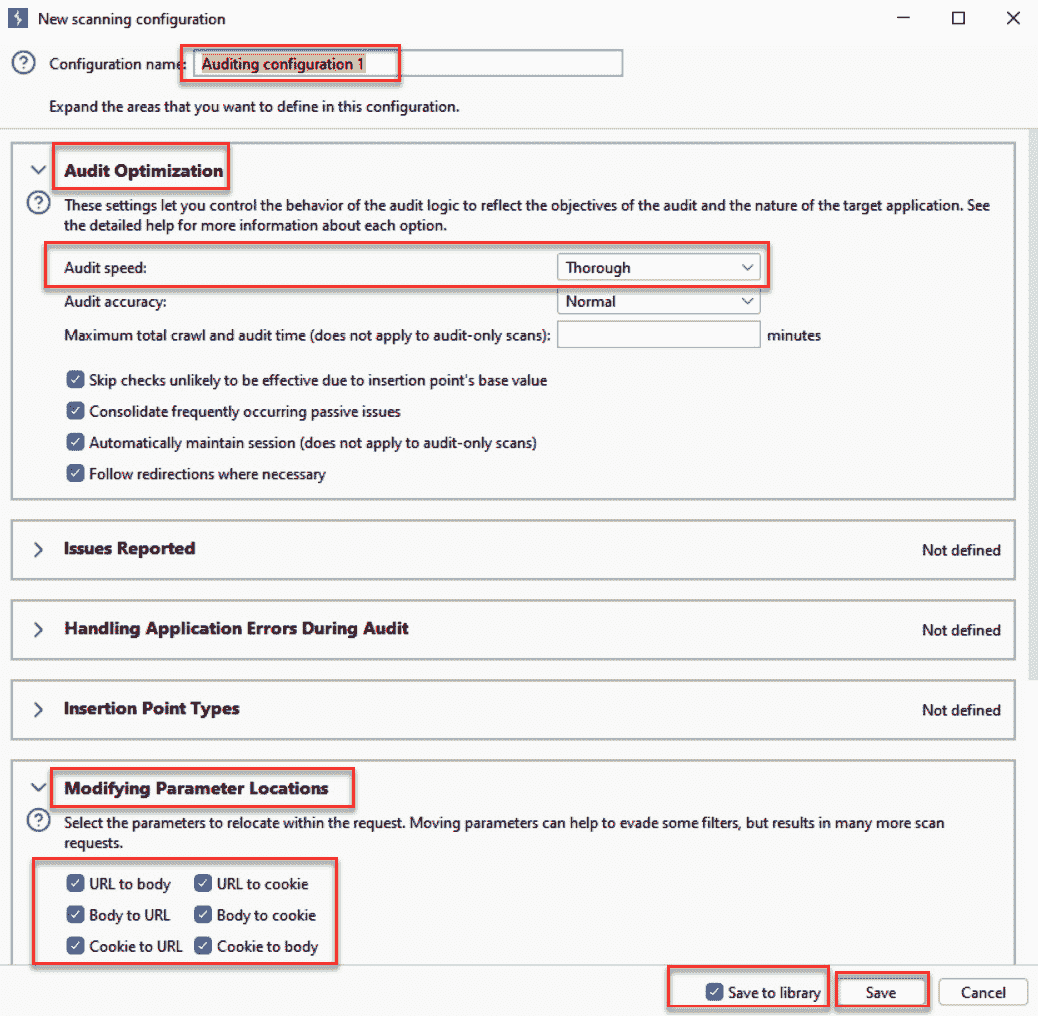 New scanning configuration
Configuration name: Auditing configuration 1
Expand the areas that you want to define in this configuration.
Audit Optimization
These settings let you control the behavior of the audit logic to reflect the objectives of the audit and the nature of the target application. See
the detailed help for more information about each option.
Audit speed: Thorough
Audit accuracy: Normal
Maximum total crawl and audit time (does not apply to audit-only scans): minutes
Skip checks unlikely to be effective due to insertion point's base value
Consolidate frequently occurring passive issues
Automatically maintain session (does not apply to audit-only scans)
Follow redirections where necessary
Issues Reported Not defined
Handling Application Errors During Audit Not defined
Insertion Point Types Not defined
Modifying Parameter Locations
Select the parameters to relocate within the request. Moving parameters can help to evade some filters, but results in many more scan
requests.
URL to body URL to cookie
Body to URL Body to cookie
Cookie to URL Cookie to body
Save to library Save Cancel